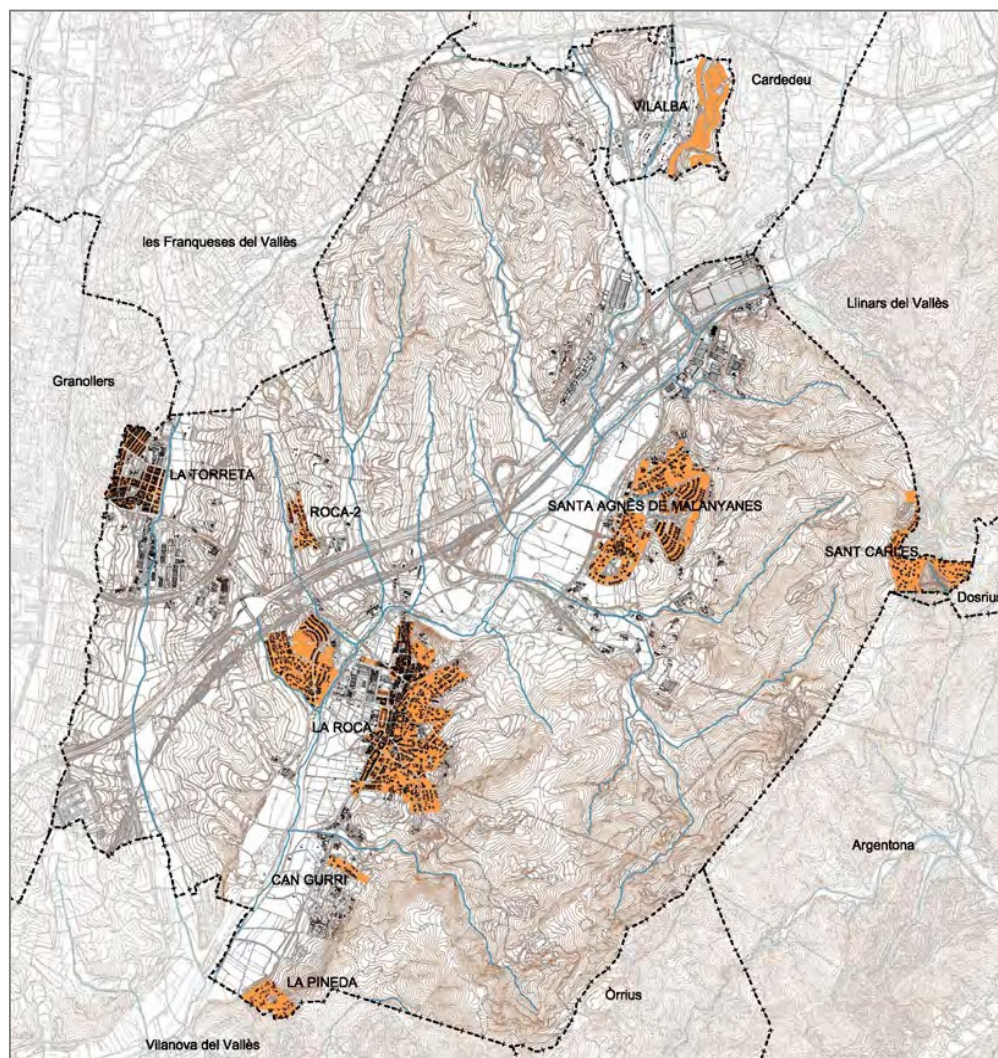 Cardedeu
VILALBA
les Franqueses del Vallès
Llinars del Vallès
Granollers
LA TORRETA
ROCA-2
SANTA AGNÈS DE MALANYANES
SANT CARLES
Dosrius
LA ROCA
Argentona
CAN GURRI
LA PINEDA
Òrrius
Vilanova del Vallès